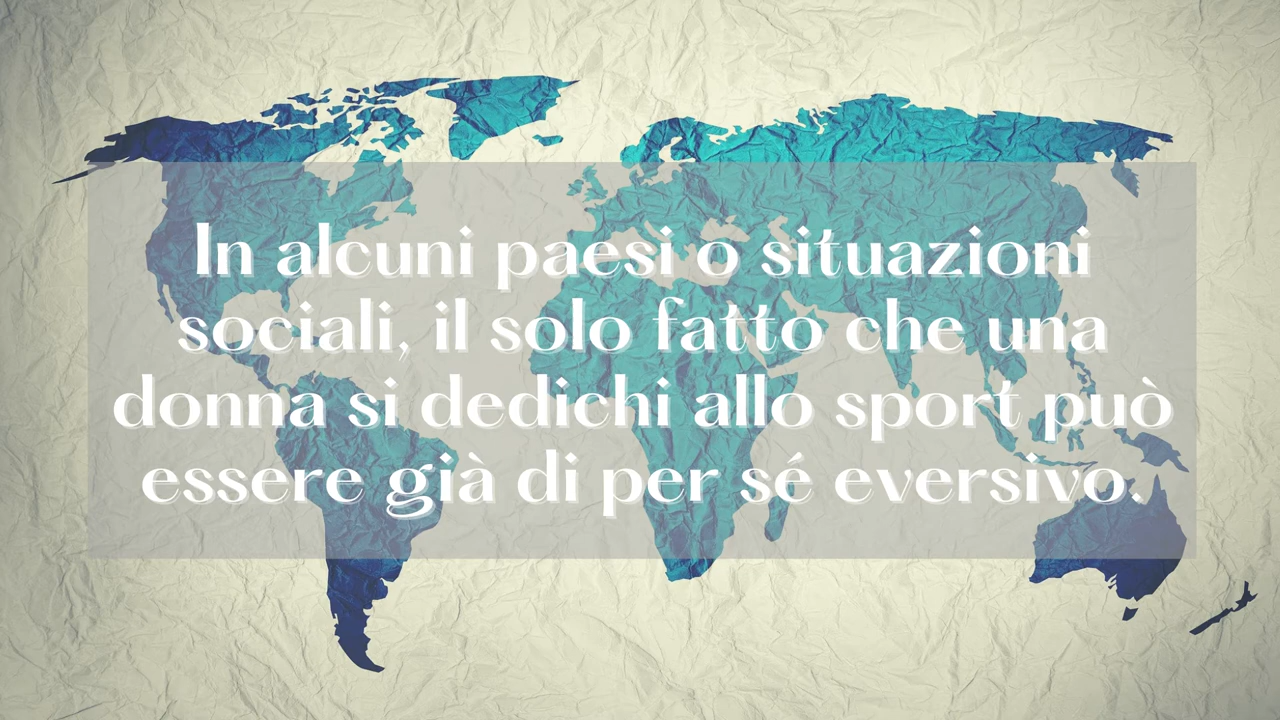 In alcuni paesi o situazioni
sociali, il solo fatto che una
donna si dedichi allo sport può
essere già di per sé eversivo.